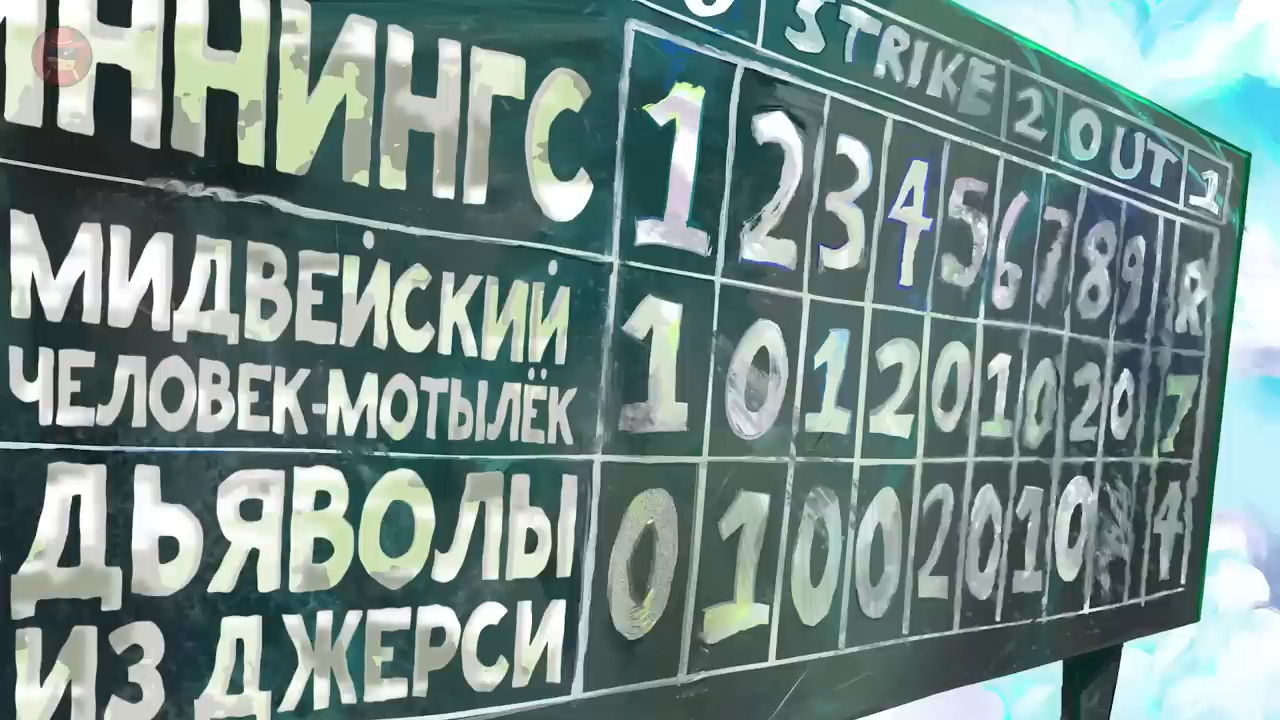 STRIKE 2 OUT 1
ННИНГС 1 2 3 4 5 6 7 8 9 R
МИДВЕЙСКИЙ
ЧЕЛОВЕК-МОТЫЛЁК 1 0 1 2 0 1 0 2 0 7
ДЬЯВОЛЫ
ИЗ ДЖЕРСИ 0 1 0 0 2 0 1 0 4